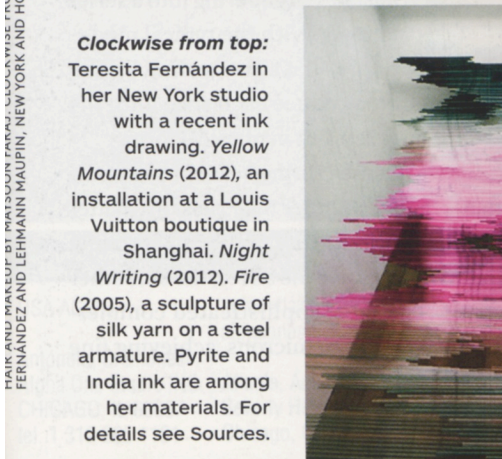 Clockwise from top:
Teresita Fernández in
her New York studio
with a recent ink
drawing. Yellow
Mountains (2012), an
installation at a Louis
Vuitton boutique in
Shanghai. Night
Writing (2012). Fire
(2005), a sculpture of
silk yarn on a steel
armature. Pyrite and
India ink are among
her materials. For
details see Sources.
HAIR AND MAKEUP BY MAYSOON FARAJ. CLOCKWISE
FERNÁNDEZ AND LEHMANN MAUPIN, NEW YORK AND